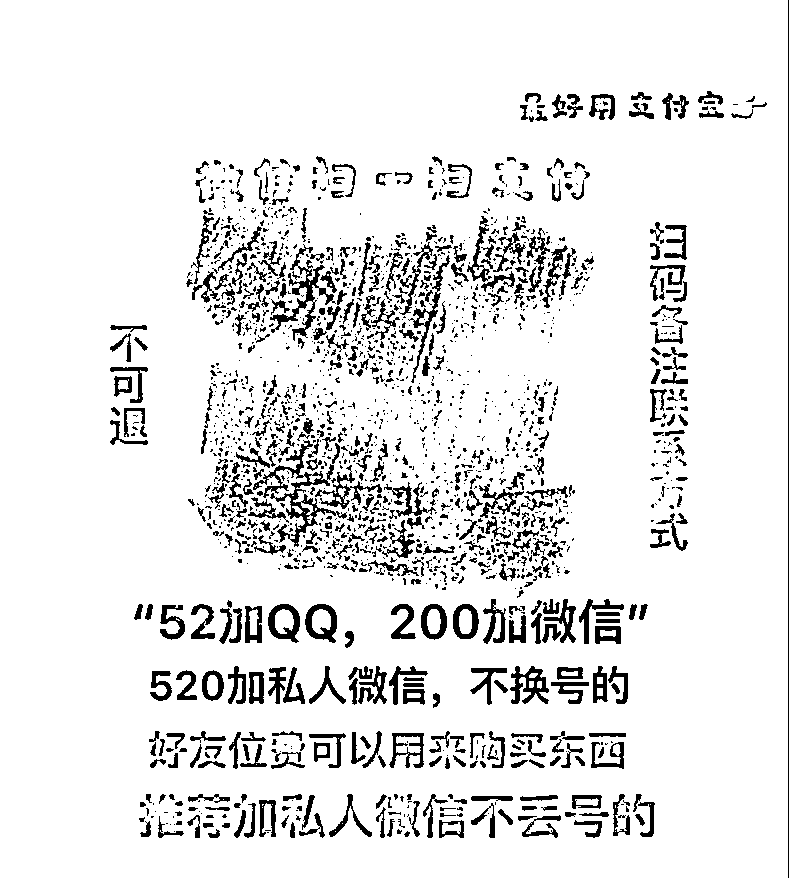 最好用支付宝
微信扫一扫支付
扫码备注联系方式
不可退
“52加QQ，200加微信”
520加私人微信，不换号的
好友位费可以用来购买东西
推荐加私人微信不丢号的